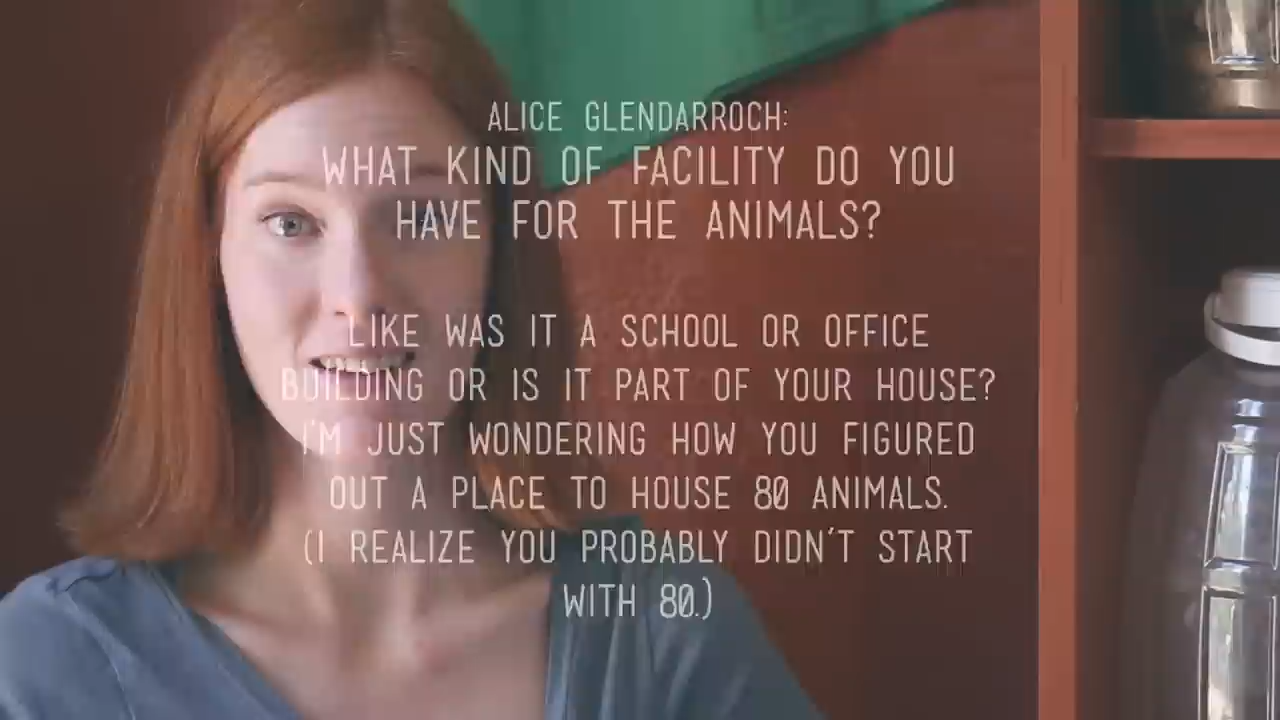 ALICE GLENDARROCH:
WHAT KIND OF FACILITY DO YOU
HAVE FOR THE ANIMALS?
LIKE WAS IT A SCHOOL OR OFFICE
BUILDING OR IS IT PART OF YOUR HOUSE?
I'M JUST WONDERING HOW YOU FIGURED
OUT A PLACE TO HOUSE 80 ANIMALS.
(I REALIZE YOU PROBABLY DIDN'T START
WITH 80.)